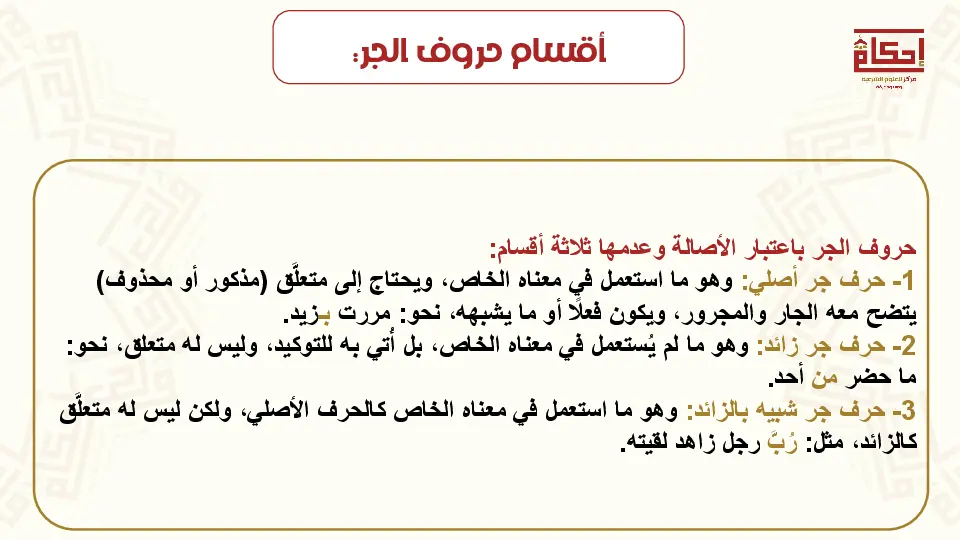 أقسام حروف الجر:
إحكام
مركز للعلوم الشرعية
حروف الجر باعتبار الأصالة وعدمها ثلاثة أقسام:
1- حرف جر أصلي: وهو ما استعمل في معناه الخاص، ويحتاج إلى متعلَّق (مذكور أو محذوف)
يتضح معه الجار والمجرور، ويكون فعلًا أو ما يشبهه، نحو: مررت بـزيد.
2- حرف جر زائد: وهو ما لم يُستعمل في معناه الخاص، بل أُتي به للتوكيد، وليس له متعلق، نحو:
ما حضر من أحد.
3- حرف جر شبيه بالزائد: وهو ما استعمل في معناه الخاص كالحرف الأصلي، ولكن ليس له متعلَّق
كالزائد، مثل: رُبَّ رجل زاهد لقيته.